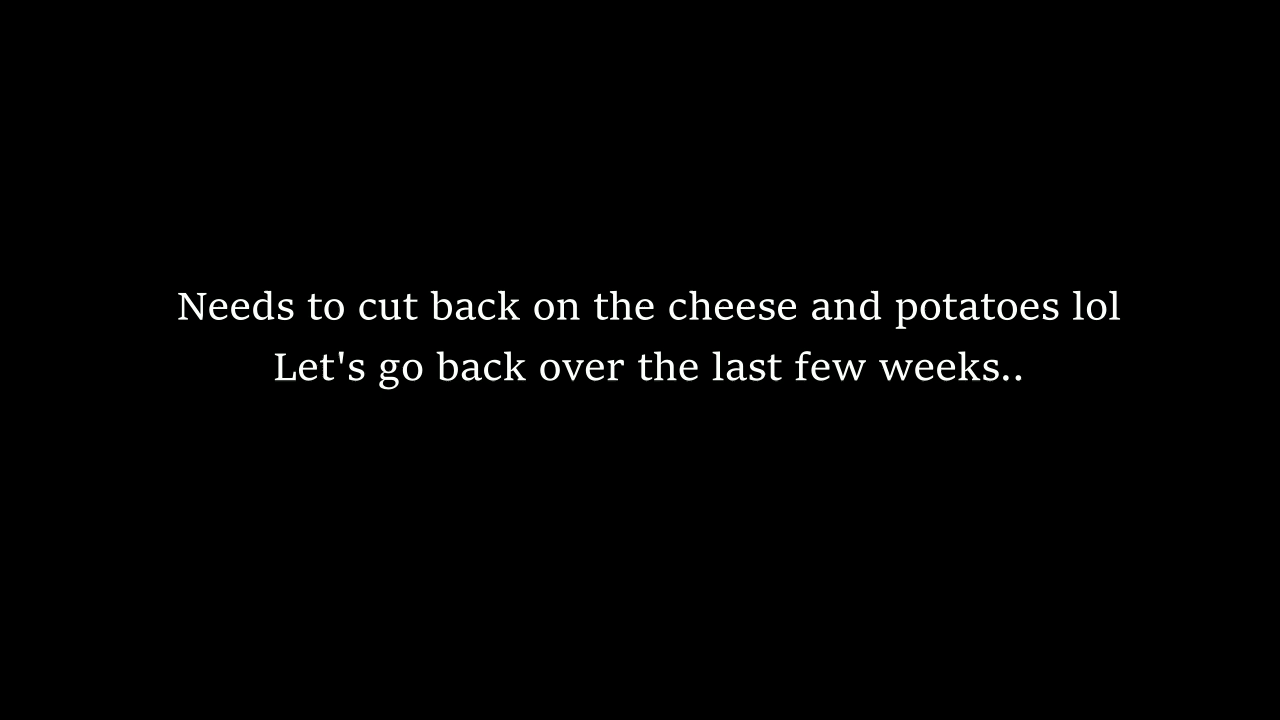 Needs to cut back on the cheese and potatoes lol
Let's go back over the last few weeks..